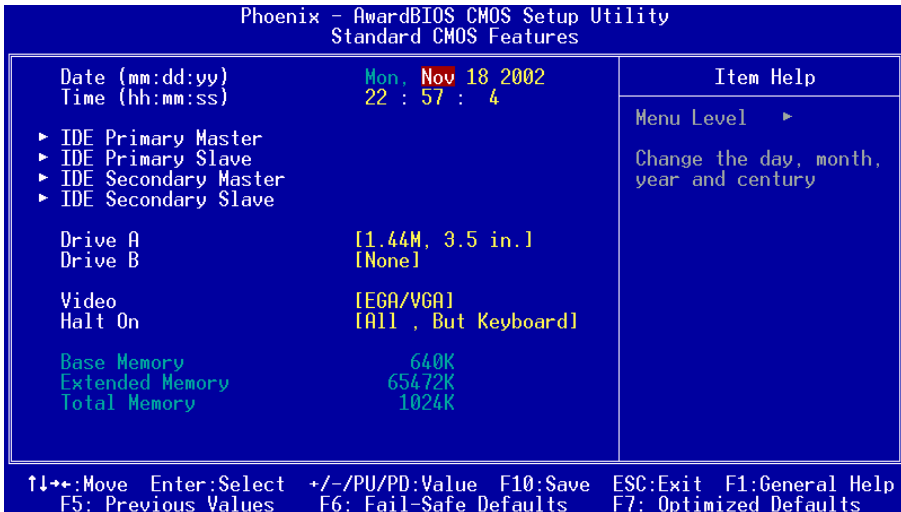 Phoenix - AwardBIOS CMOS Setup Utility
Standard CMOS Features
Date (mm:dd:yy) Mon, Nov 18 2002
Time (hh:mm:ss) 22 : 57 : 4
IDE Primary Master
IDE Primary Slave
IDE Secondary Master
IDE Secondary Slave
Drive A [1.44M, 3.5 in.]
Drive B [None]
Video [EGA/VGA]
Halt On [All , But Keyboard]
Base Memory 640K
Extended Memory 65472K
Total Memory 1024K
Item Help
Menu Level ►
Change the day, month,
year and century
↑↓→←:Move Enter:Select +/-/PU/PD:Value F10:Save ESC:Exit F1:General Help
F5: Previous Values F6: Fail-Safe Defaults F7: Optimized Defaults